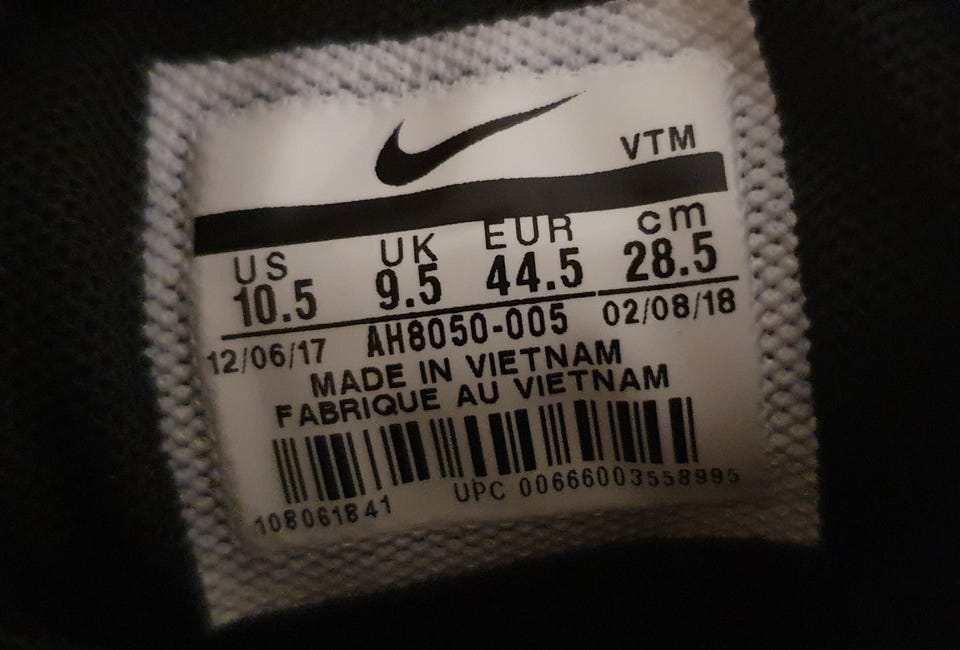 VTM
US UK EUR cm
10.5 9.5 44.5 28.5
12/06/17 AH8050-005 02/08/18
MADE IN VIETNAM
FABRIQUE AU VIETNAM
108061841 UPC 00666003558995